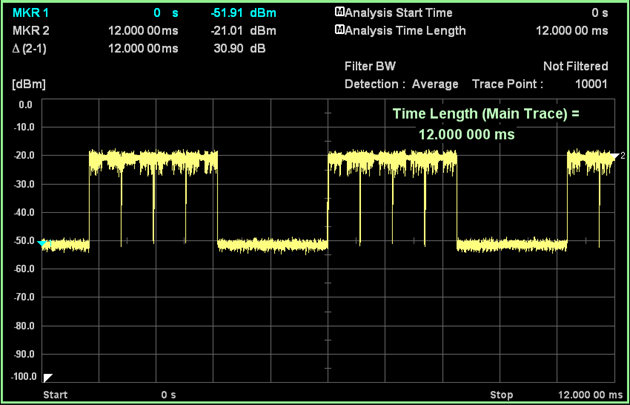 MKR 1 0 s -51.91 dBm MAnalysis Start Time 0 s
MKR 2 12.000 00 ms -21.01 dBm MAnalysis Time Length 12.000 00 ms
Δ (2-1) 12.000 00 ms 30.90 dB
Filter BW Not Filtered
[dBm] Detection : Average Trace Point : 10001
0.0
Time Length (Main Trace) =
-10.0
12.000 000 ms
-20.0
2
-30.0
-40.0
-50.0
-60.0
-70.0
-80.0
-90.0
-100.0
Start 0 s Stop 12.000 00 ms